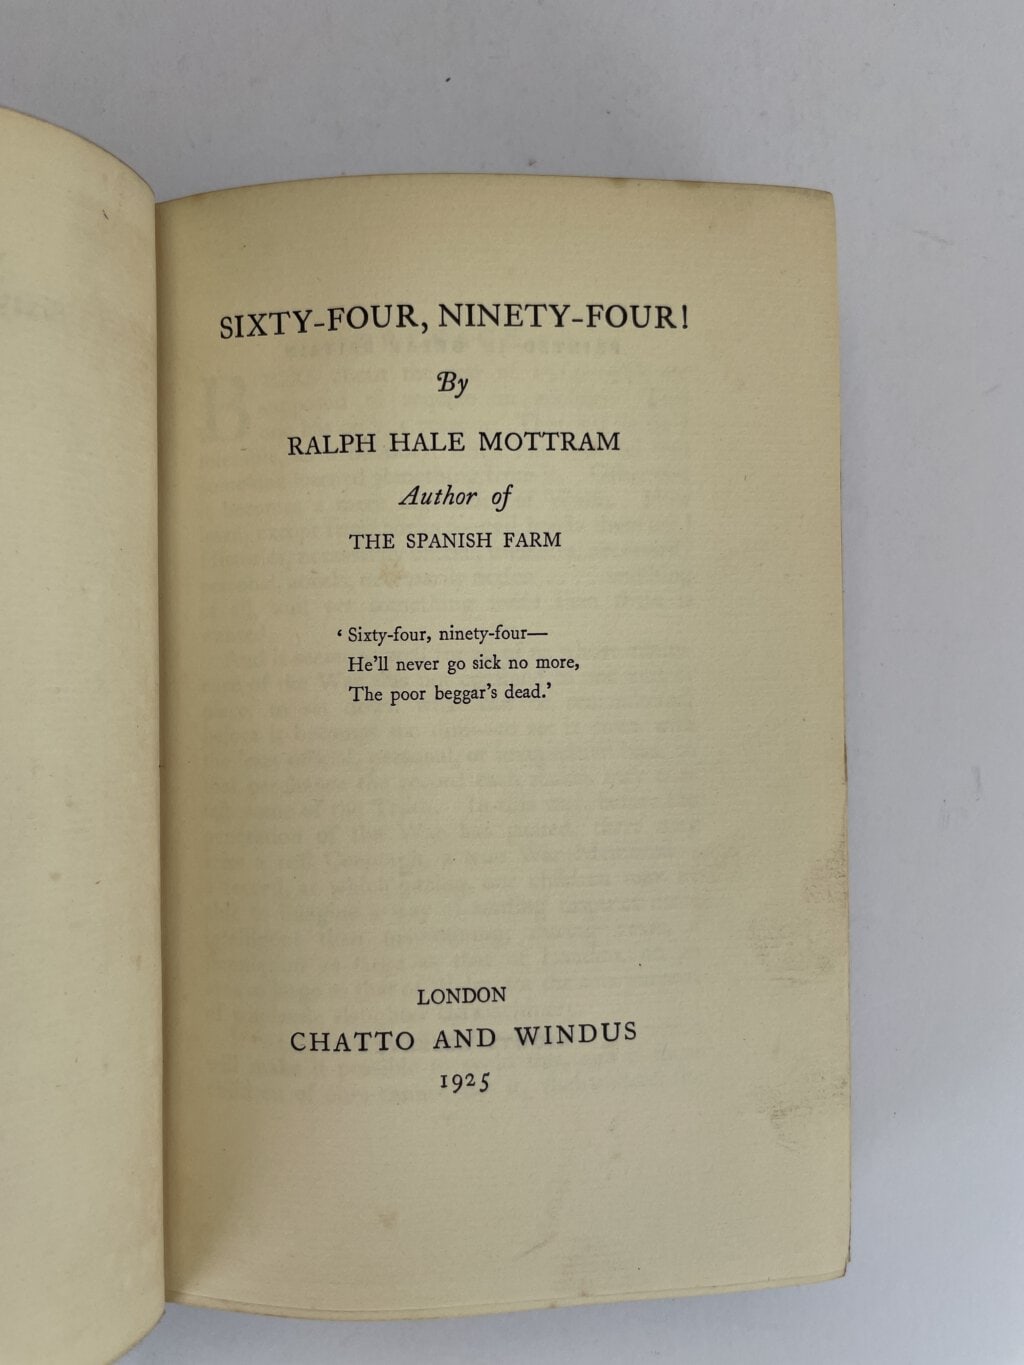 SIXTY-FOUR, NINETY-FOUR!
By
RALPH HALE MOTTRAM
Author of
THE SPANISH FARM
‘ Sixty-four, ninety-four—
He’ll never go sick no more,
The poor beggar’s dead.’
LONDON
CHATTO AND WINDUS
1925